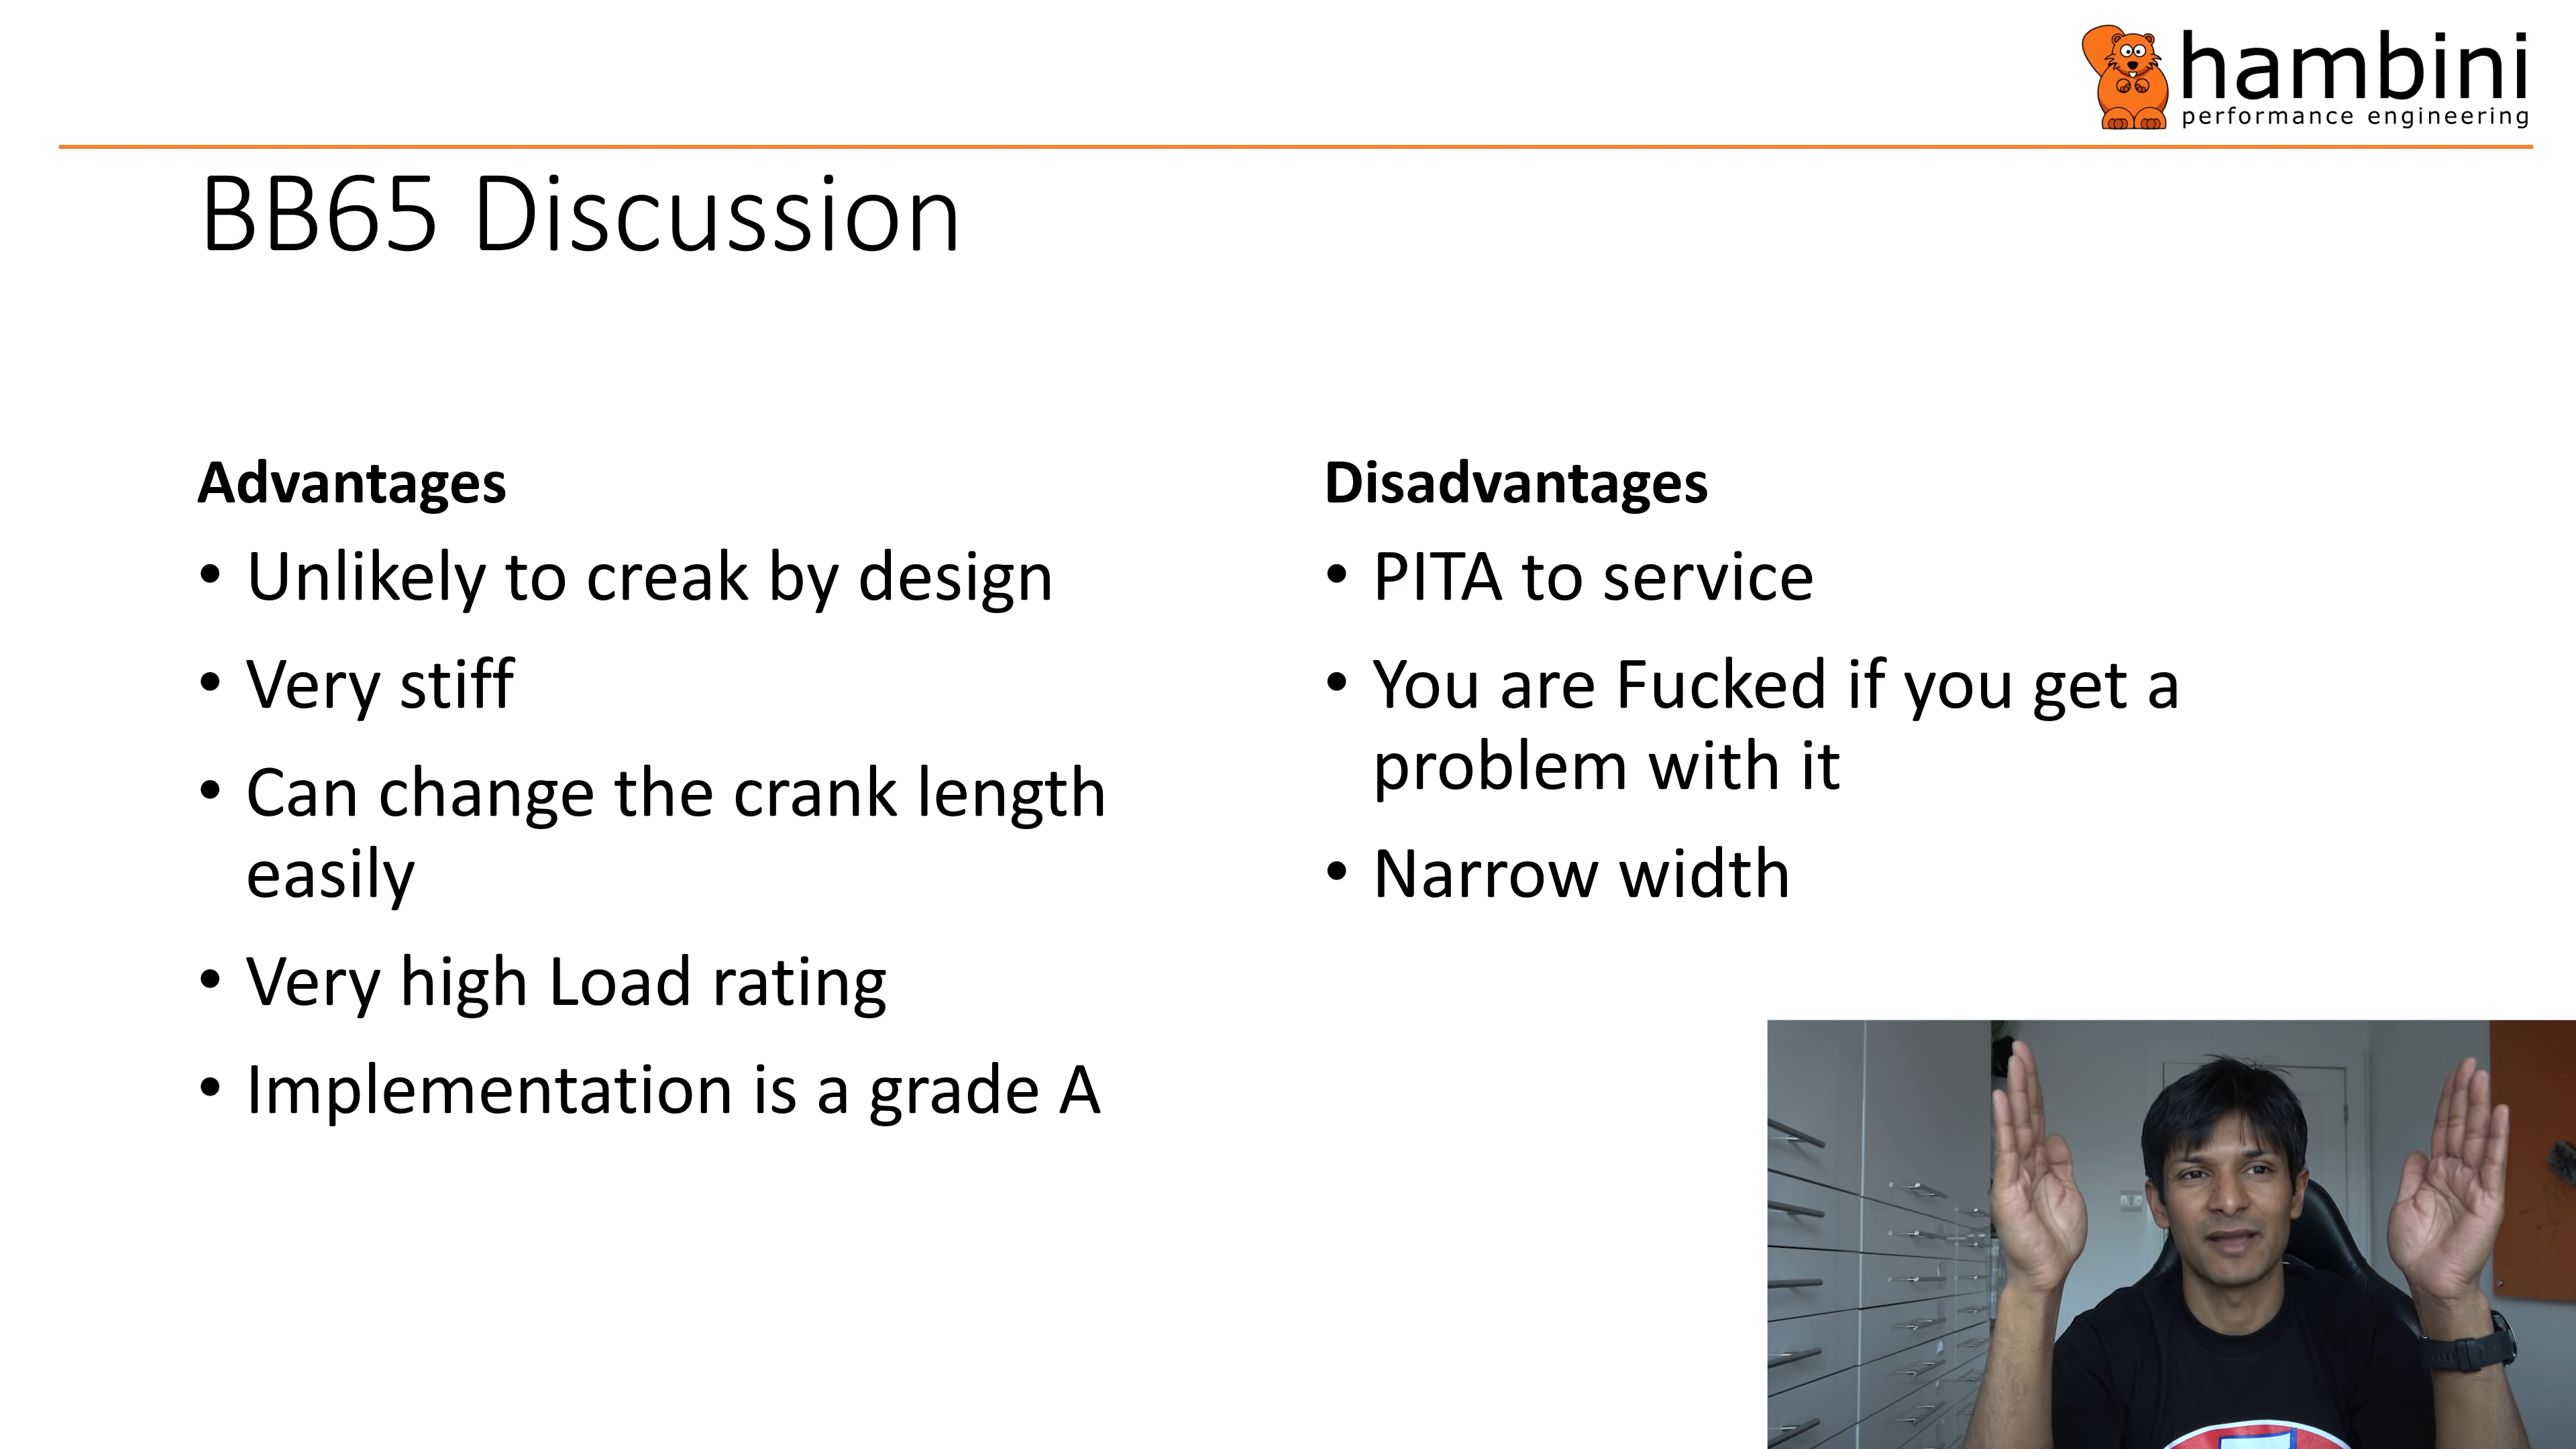 hambini
performance engineering
BB65 Discussion
Advantages
• Unlikely to creak by design
• Very stiff
• Can change the crank length
easily
• Very high Load rating
• Implementation is a grade A
Disadvantages
• PITA to service
• You are Fucked if you get a
problem with it
• Narrow width